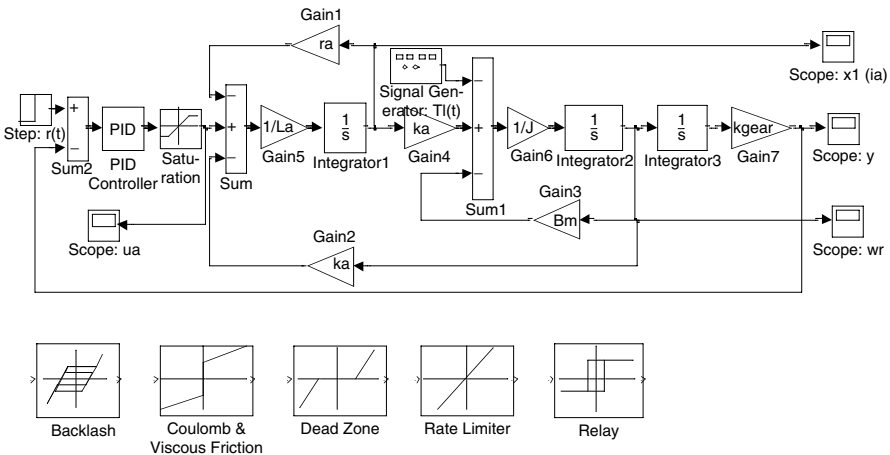 Gain1
ra
Scope: x1 (ia)
Signal Gen-
erator: Tl(t)
Step: r(t)
+
−
Sum2
PID
PID
Controller
Satu-
ration
−
+
−
Sum
1/La
Gain5
1
s
Integrator1
ka
Gain4
−
+
−
Sum1
1/J
Gain6
1
s
Integrator2
1
s
Integrator3
kgear
Gain7
Scope: y
Gain3
Bm
Scope: wr
Scope: ua
Gain2
ka
Backlash
Coulomb &
Viscous Friction
Dead Zone
Rate Limiter
Relay